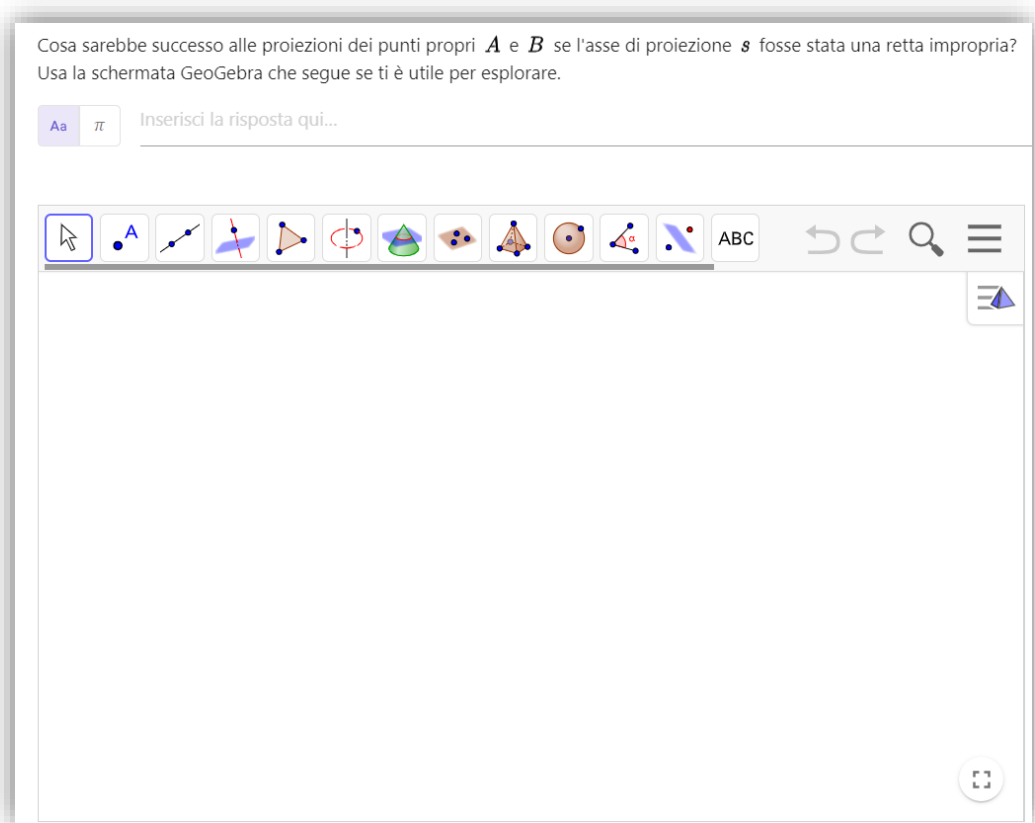 Cosa sarebbe successo alle proiezioni dei punti propri A e B se l'asse di proiezione s fosse stata una retta impropria?
Usa la schermata GeoGebra che segue se ti è utile per esplorare.
Aa π Inserisci la risposta qui...
A α ABC